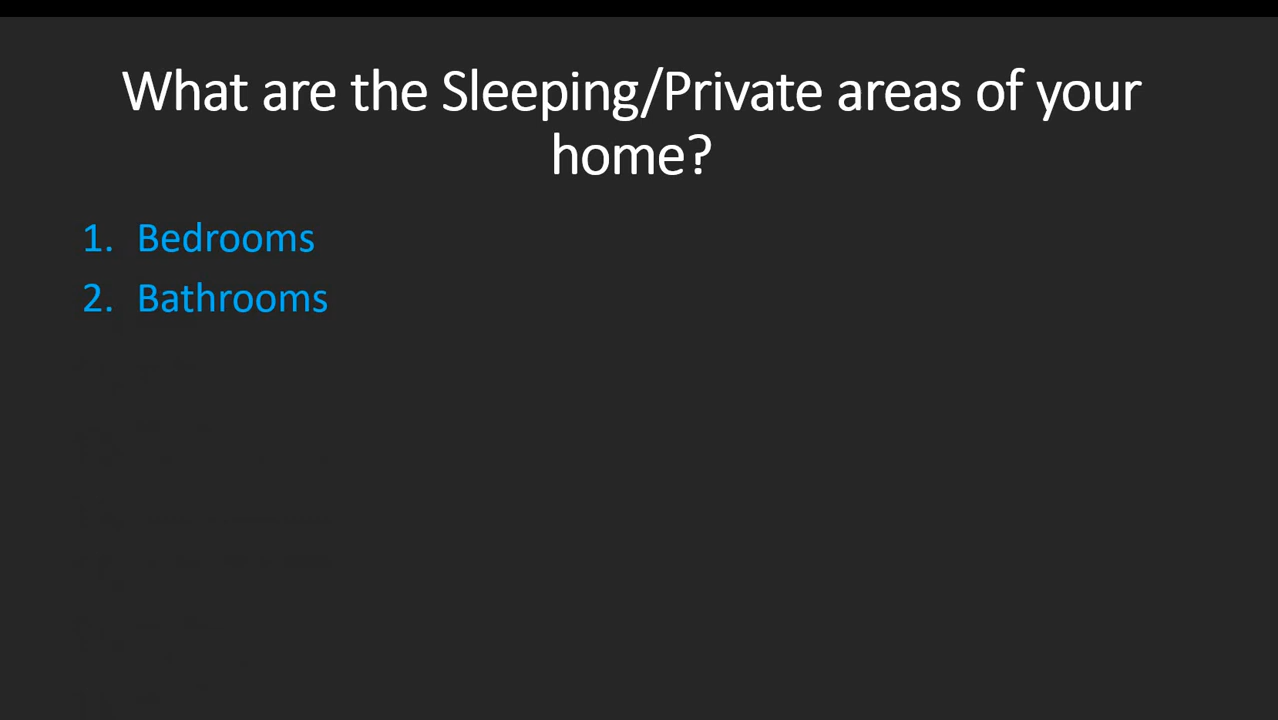 What are the Sleeping/Private areas of your
home?
1. Bedrooms
2. Bathrooms